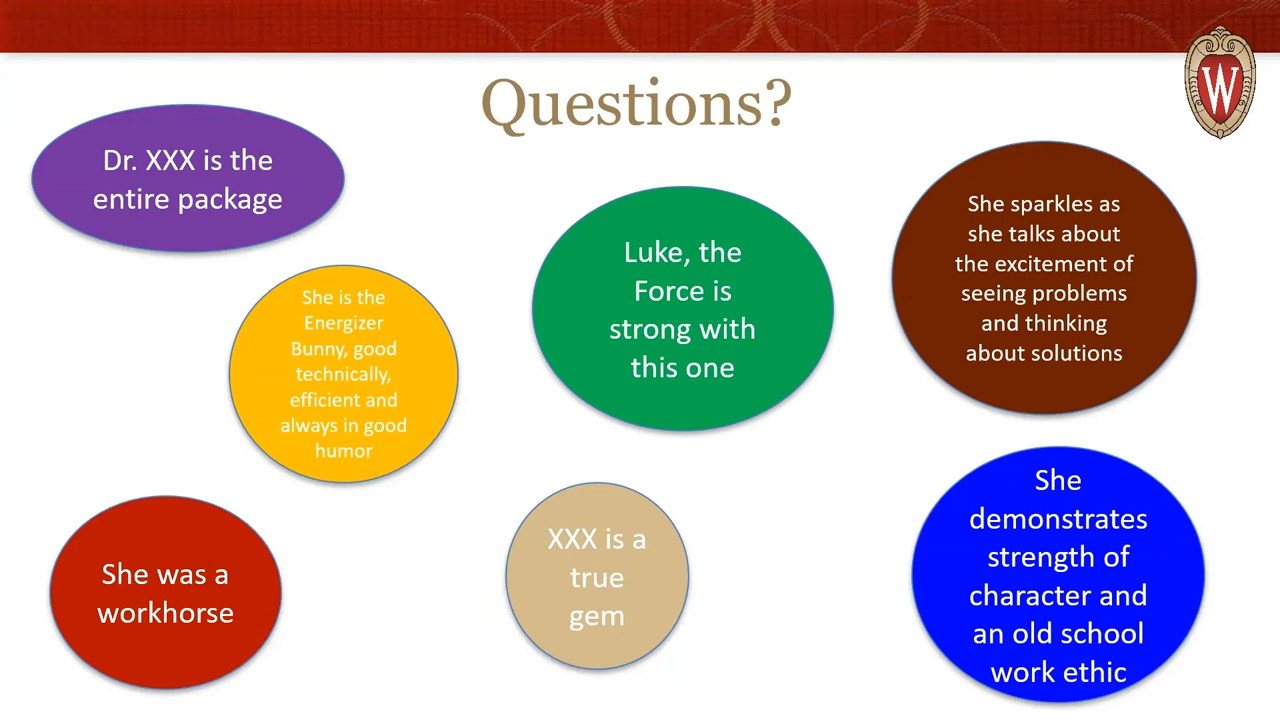 Questions?
W
Dr. XXX is the
entire package
She is the
Energizer
Bunny, good
technically,
efficient and
always in good
humor
Luke, the
Force is
strong with
this one
She sparkles as
she talks about
the excitement of
seeing problems
and thinking
about solutions
She was a
workhorse
XXX is a
true
gem
She
demonstrates
strength of
character and
an old school
work ethic